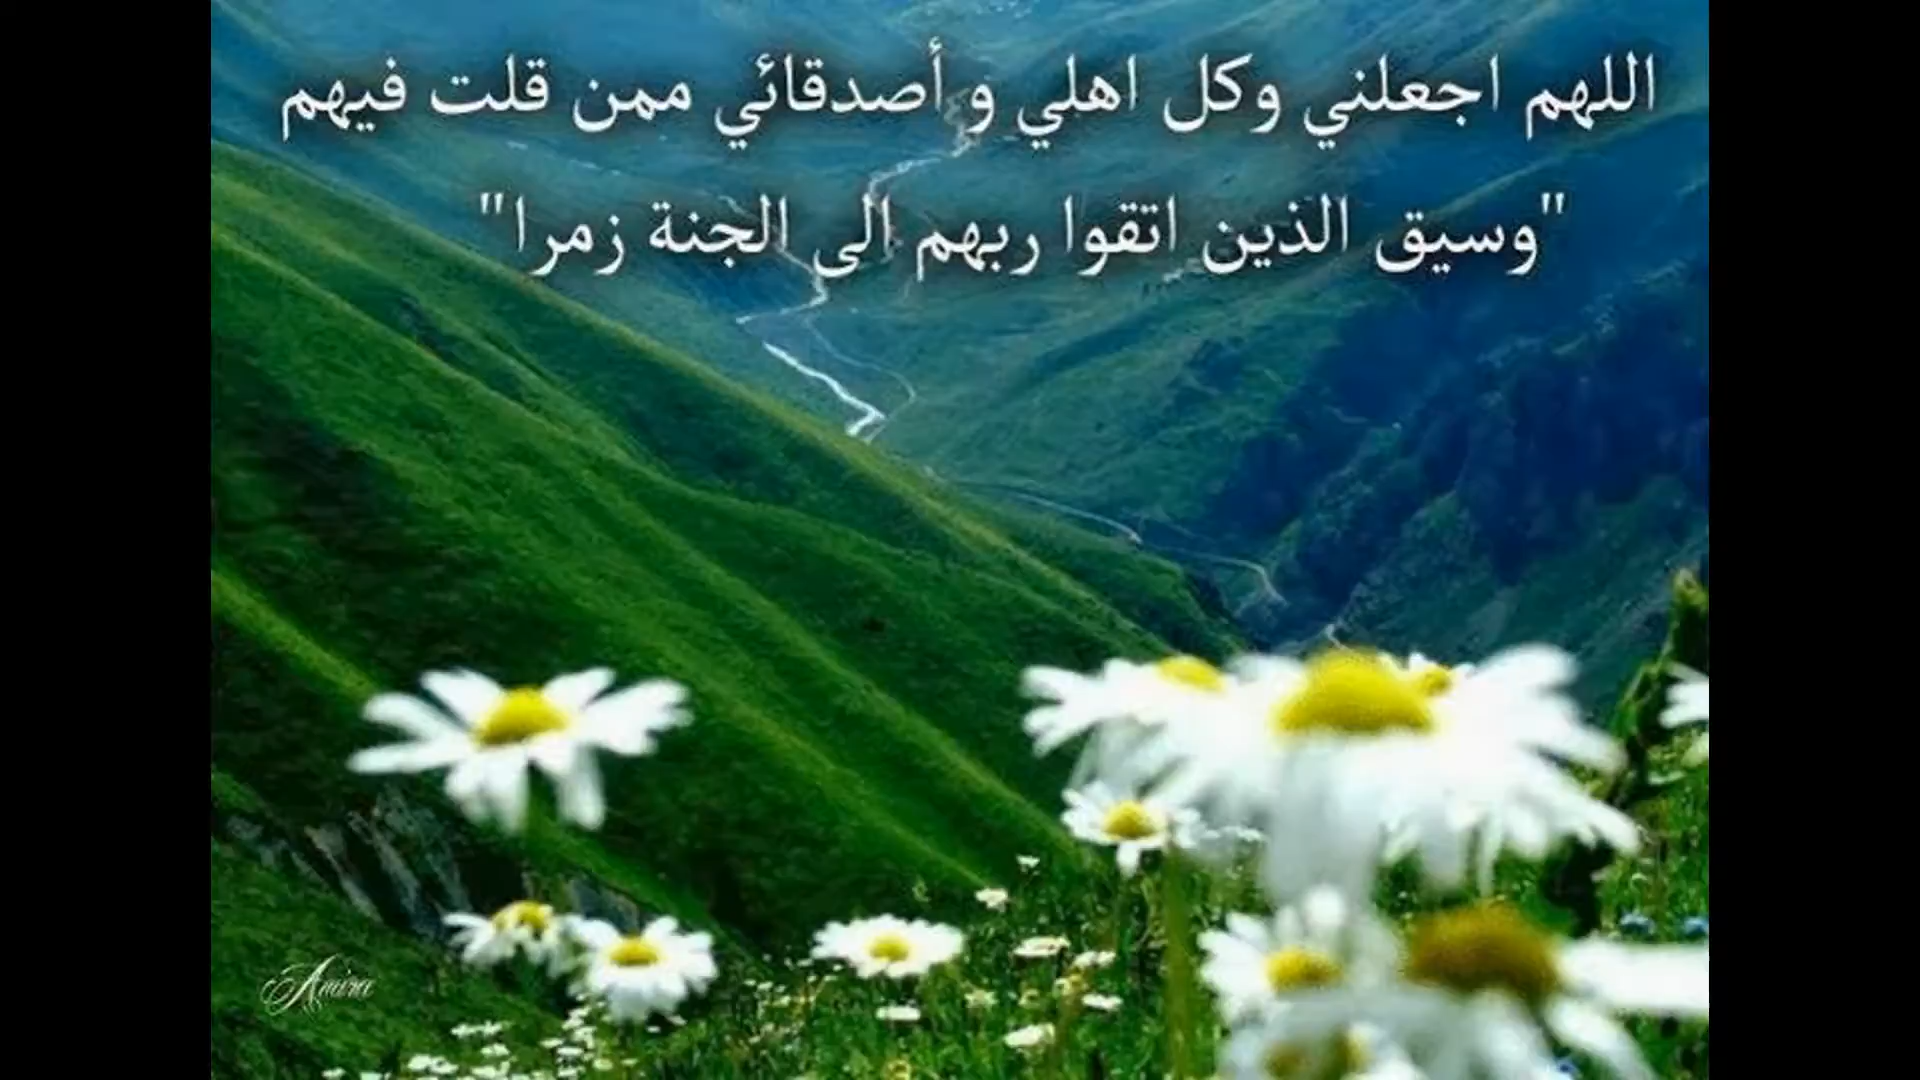 اللهم اجعلني وكل اهلي و أصدقائي ممن قلت فيهم
"وسيق الذين اتقوا ربهم الى الجنة زمرا"
Amira